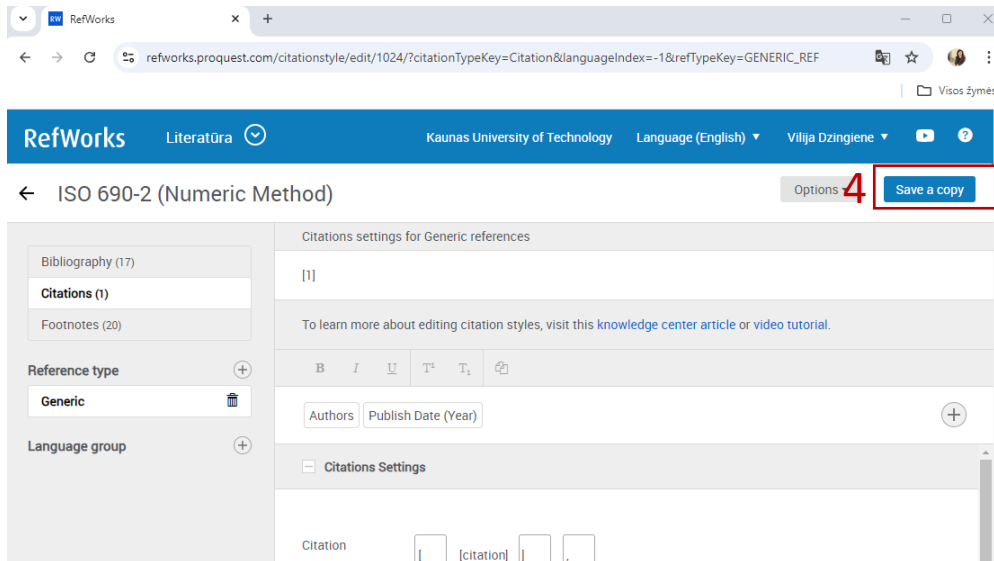 RW RefWorks
refworks.proquest.com/citationstyle/edit/1024/?citationTypeKey=Citation&languageIndex=-1&refTypeKey=GENERIC_REF
Visos žymės
RefWorks Literatūra Kaunas University of Technology Language (English) Vilija Dzingiene
ISO 690-2 (Numeric Method) Options 4 Save a copy
Citations settings for Generic references
Bibliography (17)
[1]
Citations (1)
Footnotes (20)
To learn more about editing citation styles, visit this knowledge center article or video tutorial.
Reference type
B I U T¹ T₁
Generic
Authors Publish Date (Year)
Language group
Citations Settings
Citation [ [citation] ] ,